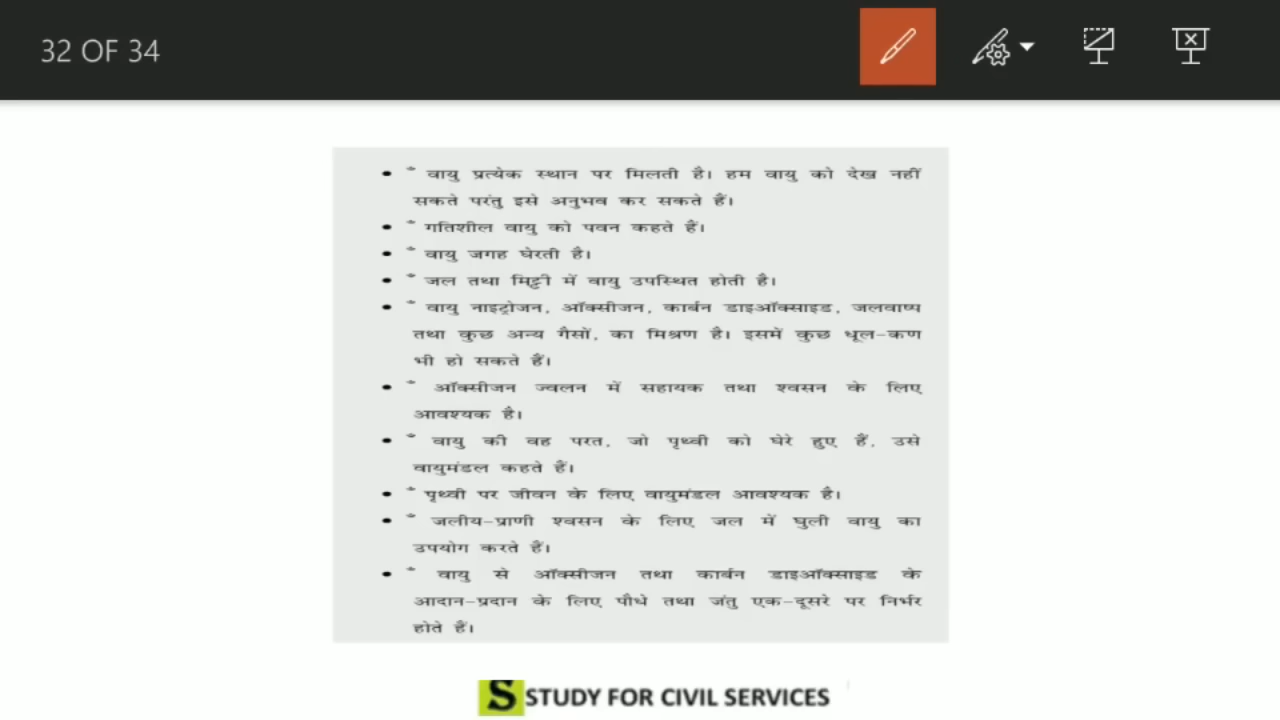 32 OF 34
• वायु प्रत्येक स्थान पर मिलती है। हम वायु को देख नहीं
सकते परंतु इसे अनुभव कर सकते हैं।
• गतिशील वायु को पवन कहते हैं।
• वायु जगह घेरती है।
• जल तथा मिट्टी में वायु उपस्थित होती है।
• वायु नाइट्रोजन, ऑक्सीजन, कार्बन डाइऑक्साइड, जलवाष्प
तथा कुछ अन्य गैसों, का मिश्रण है। इसमें कुछ धूल-कण
भी हो सकते हैं।
• ऑक्सीजन ज्वलन में सहायक तथा श्वसन के लिए
आवश्यक है।
• वायु की वह परत, जो पृथ्वी को घेरे हुए हैं, उसे
वायुमंडल कहते हैं।
• पृथ्वी पर जीवन के लिए वायुमंडल आवश्यक है।
• जलीय-प्राणी श्वसन के लिए जल में घुली वायु का
उपयोग करते हैं।
• वायु से ऑक्सीजन तथा कार्बन डाइऑक्साइड के
आदान-प्रदान के लिए पौधे तथा जंतु एक-दूसरे पर निर्भर
होते हैं।
S STUDY FOR CIVIL SERVICES